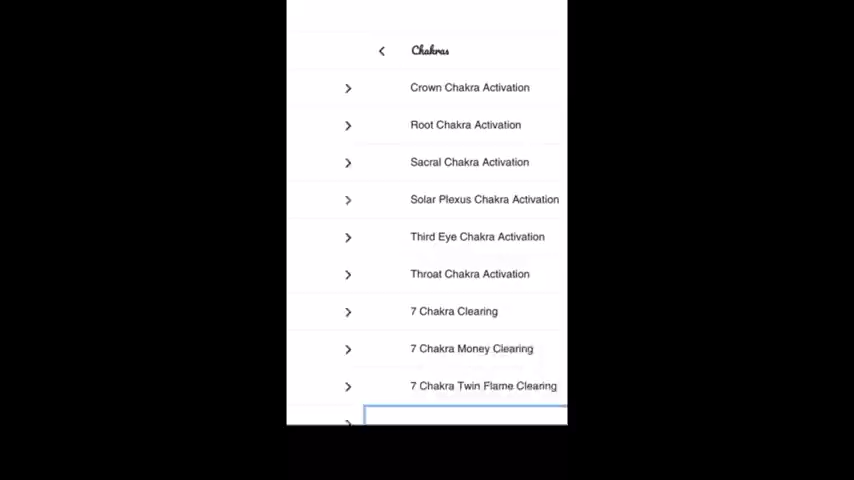 Chakras
Crown Chakra Activation
Root Chakra Activation
Sacral Chakra Activation
Solar Plexus Chakra Activation
Third Eye Chakra Activation
Throat Chakra Activation
7 Chakra Clearing
7 Chakra Money Clearing
7 Chakra Twin Flame Clearing